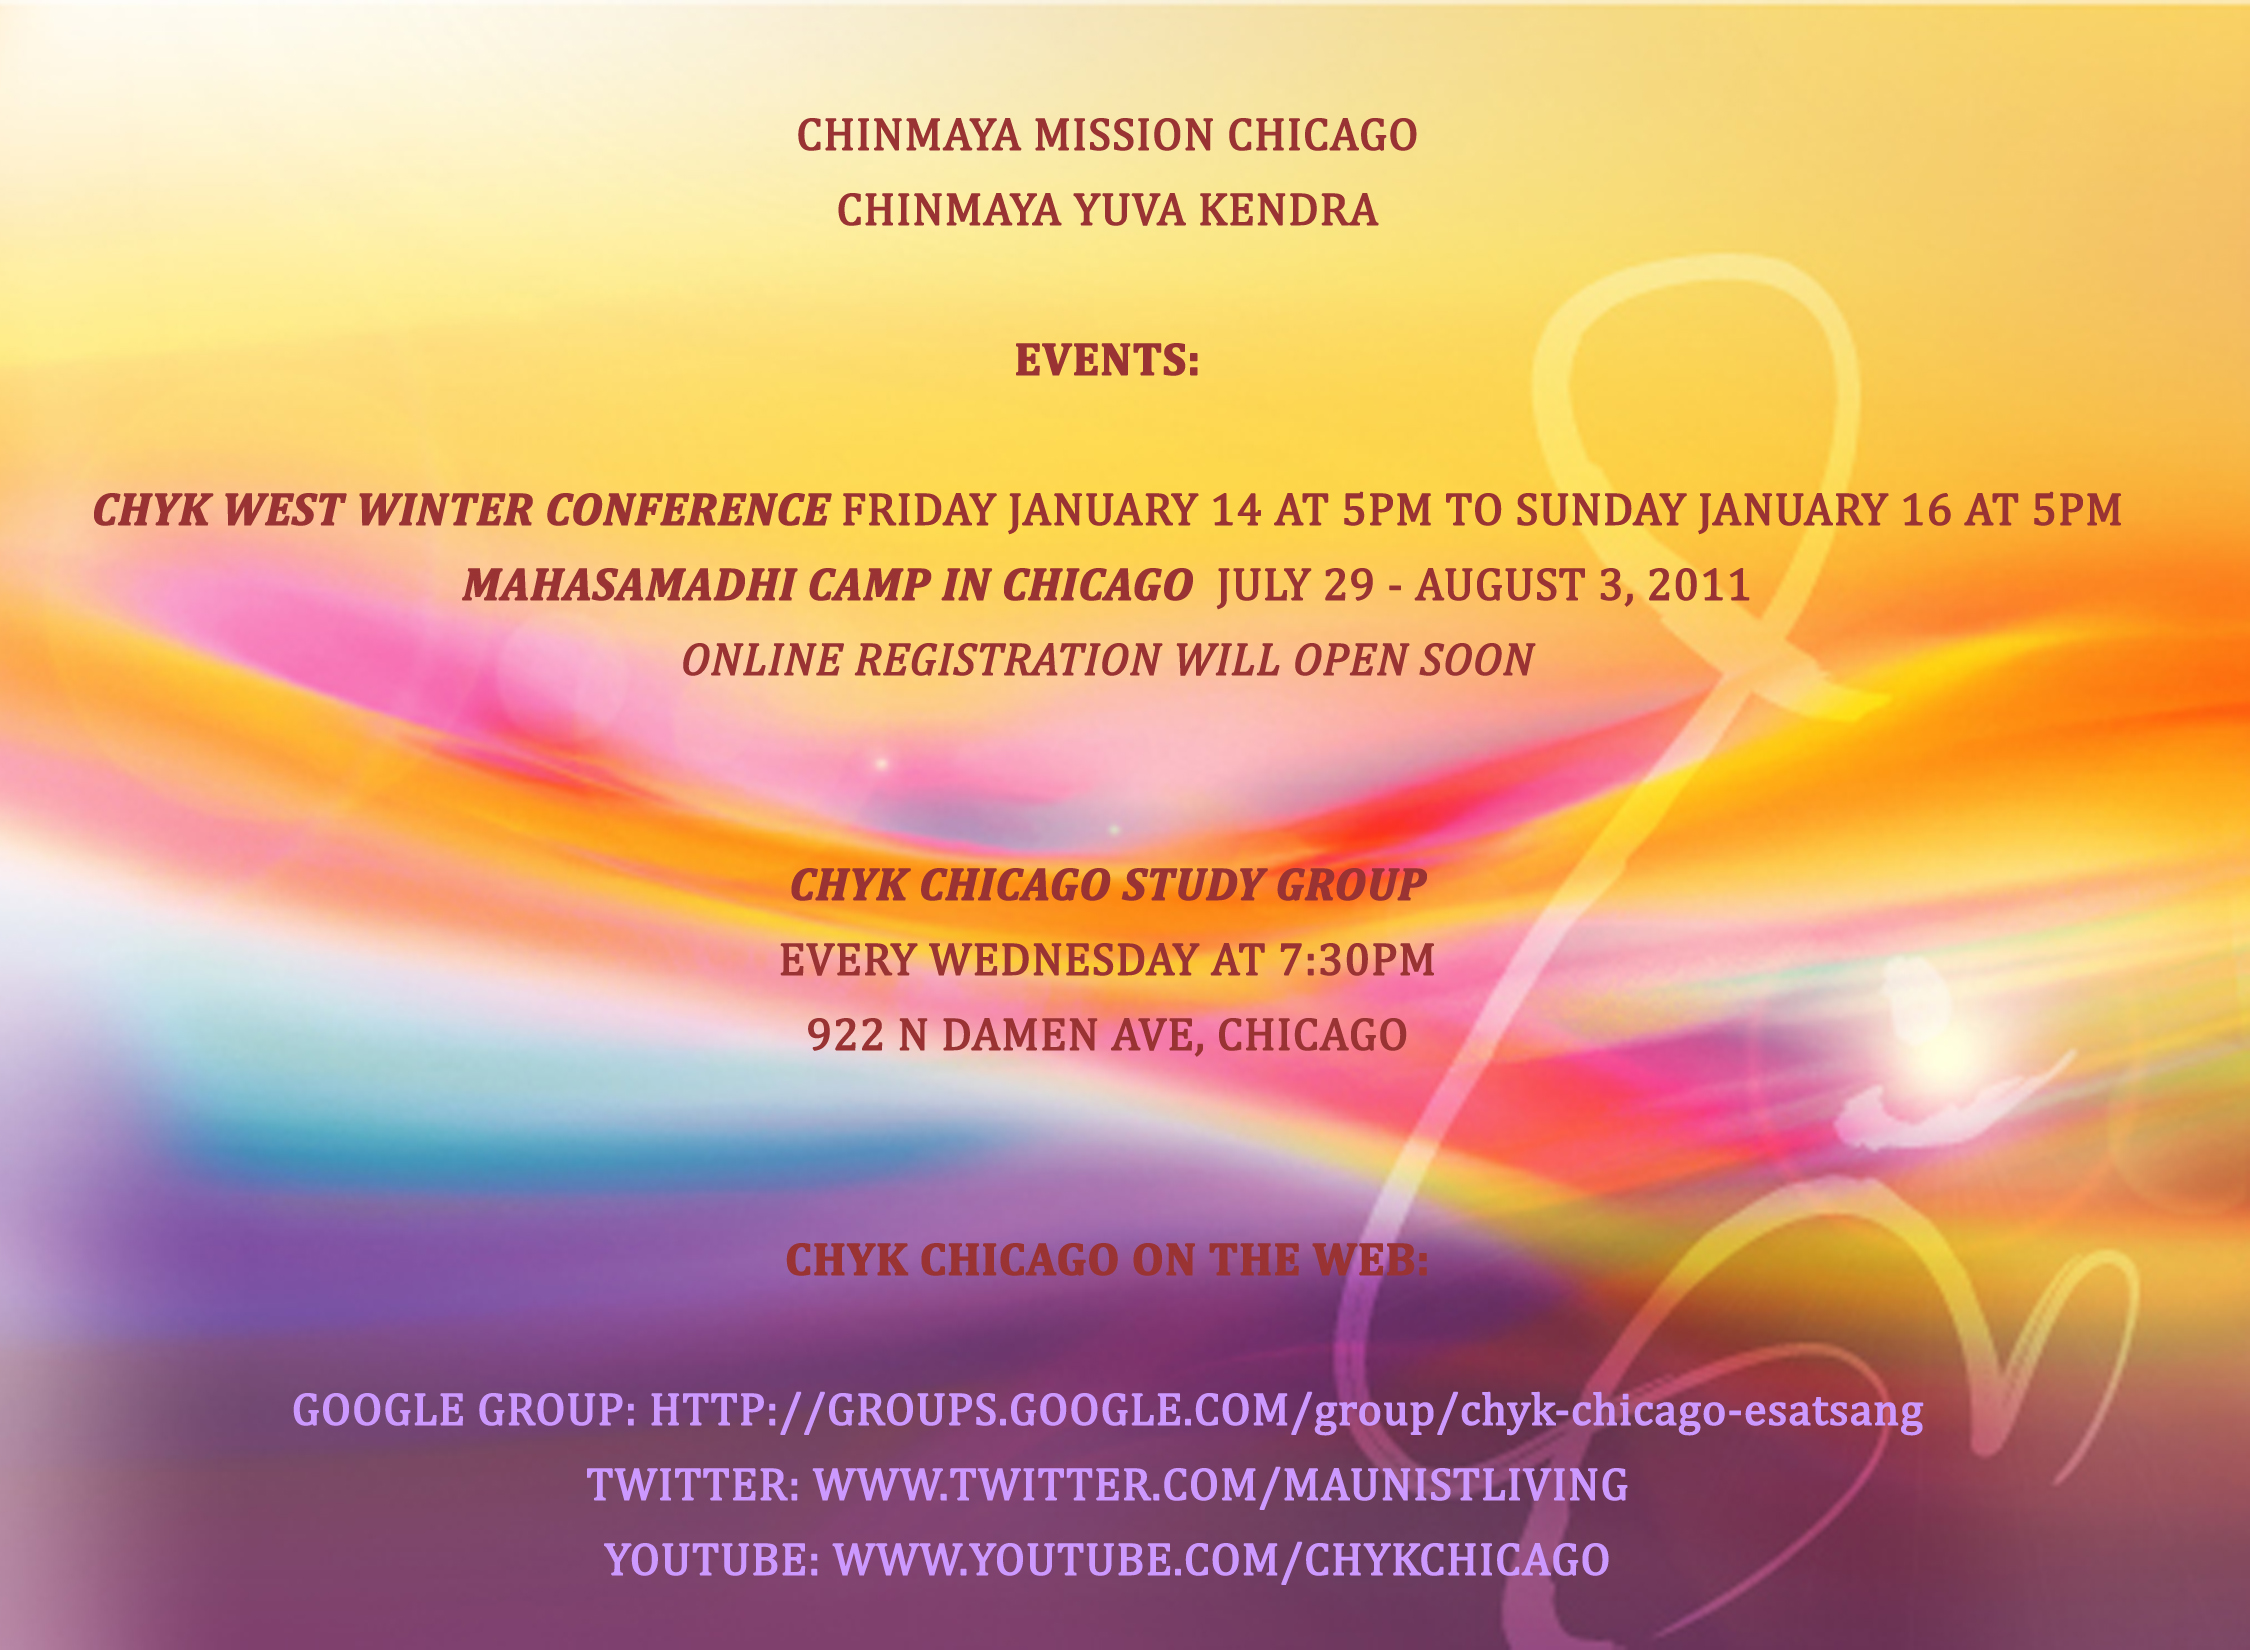 CHINMAYA MISSION CHICAGO
CHINMAYA YUVA KENDRA
EVENTS:
CHYK WEST WINTER CONFERENCE FRIDAY JANUARY 14 AT 5PM TO SUNDAY JANUARY 16 AT 5PM
MAHASAMADHI CAMP IN CHICAGO JULY 29 - AUGUST 3, 2011
ONLINE REGISTRATION WILL OPEN SOON
CHYK CHICAGO STUDY GROUP
EVERY WEDNESDAY AT 7:30PM
922 N DAMEN AVE, CHICAGO
CHYK CHICAGO ON THE WEB:
GOOGLE GROUP: HTTP://GROUPS.GOOGLE.COM/group/chyk-chicago-esatsang
TWITTER: WWW.TWITTER.COM/MAUNISTLIVING
YOUTUBE: WWW.YOUTUBE.COM/CHYKCHICAGO